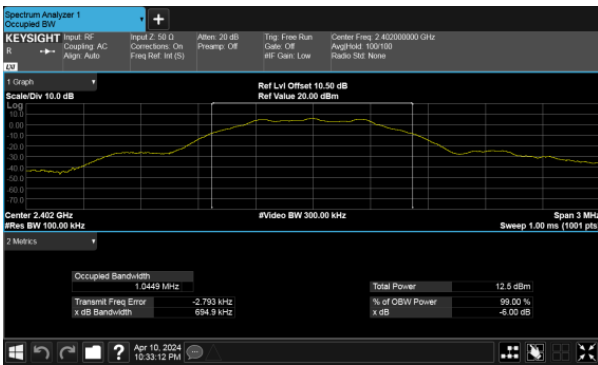 Spectrum Analyzer 1
Occupied BW
KEYSIGHT
R
Input: RF
Coupling: AC
Align: Auto
Input Z: 50 Ω
Corrections: On
Freq Ref: Int (S)
Atten: 20 dB
Preamp: Off
Trig: Free Run
Gate: Off
#IF Gain: Low
Center Freq: 2.402000000 GHz
Avg|Hold: 100/100
Radio Std: None
LXI
1 Graph
Scale/Div 10.0 dB
Ref Lvl Offset 10.50 dB
Ref Value 20.00 dBm
Log
10.0
0.00
-10.0
-20.0
-30.0
-40.0
-50.0
-60.0
-70.0
Center 2.402 GHz
#Video BW 300.00 kHz
Span 3 MHz
#Res BW 100.00 kHz
Sweep 1.00 ms (1001 pts
2 Metrics
Occupied Bandwidth
1.0449 MHz
Total Power 12.5 dBm
Transmit Freq Error -2.793 kHz
% of OBW Power 99.00 %
x dB Bandwidth 694.9 kHz
x dB -6.00 dB
?
Apr 10, 2024
10:33:12 PM